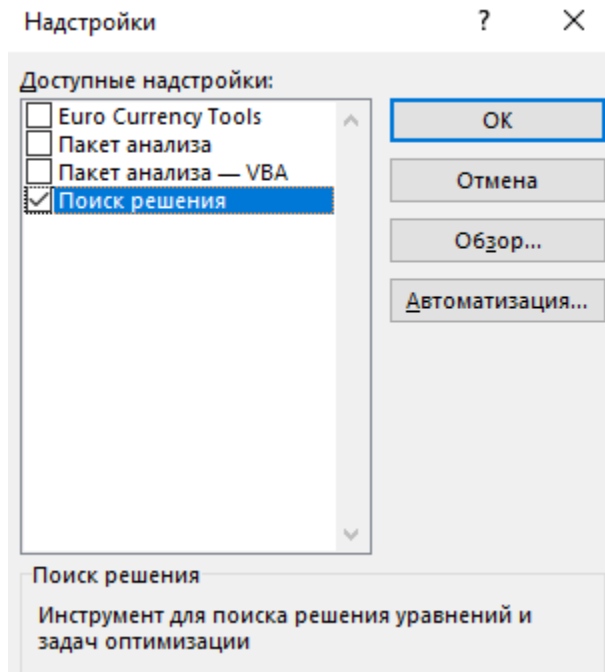 Надстройки
?
Доступные надстройки:
Euro Currency Tools
Пакет анализа
Пакет анализа — VBA
Поиск решения
ОК
Отмена
Обзор...
Автоматизация...
Поиск решения
Инструмент для поиска решения уравнений и
задач оптимизации